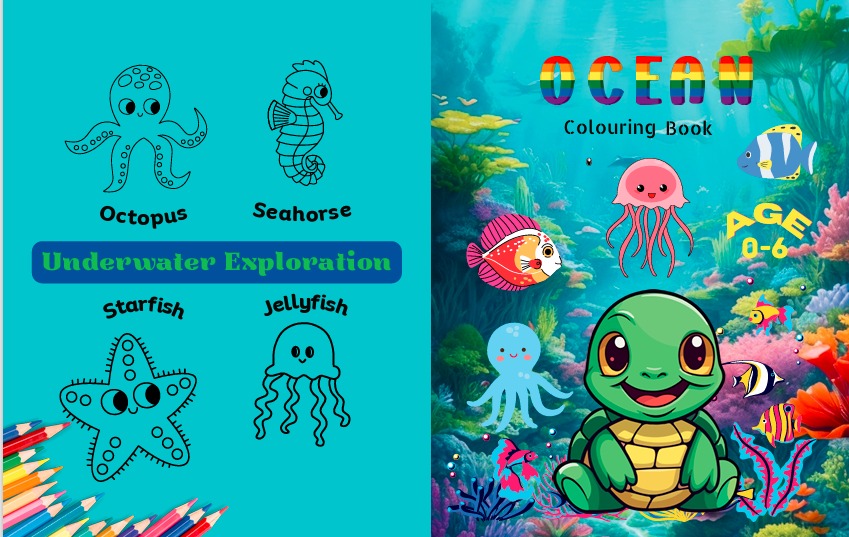 Octopus
Seahorse
Underwater Exploration
Starfish
Jellyfish
OCEAN
Colouring Book
AGE
0-6